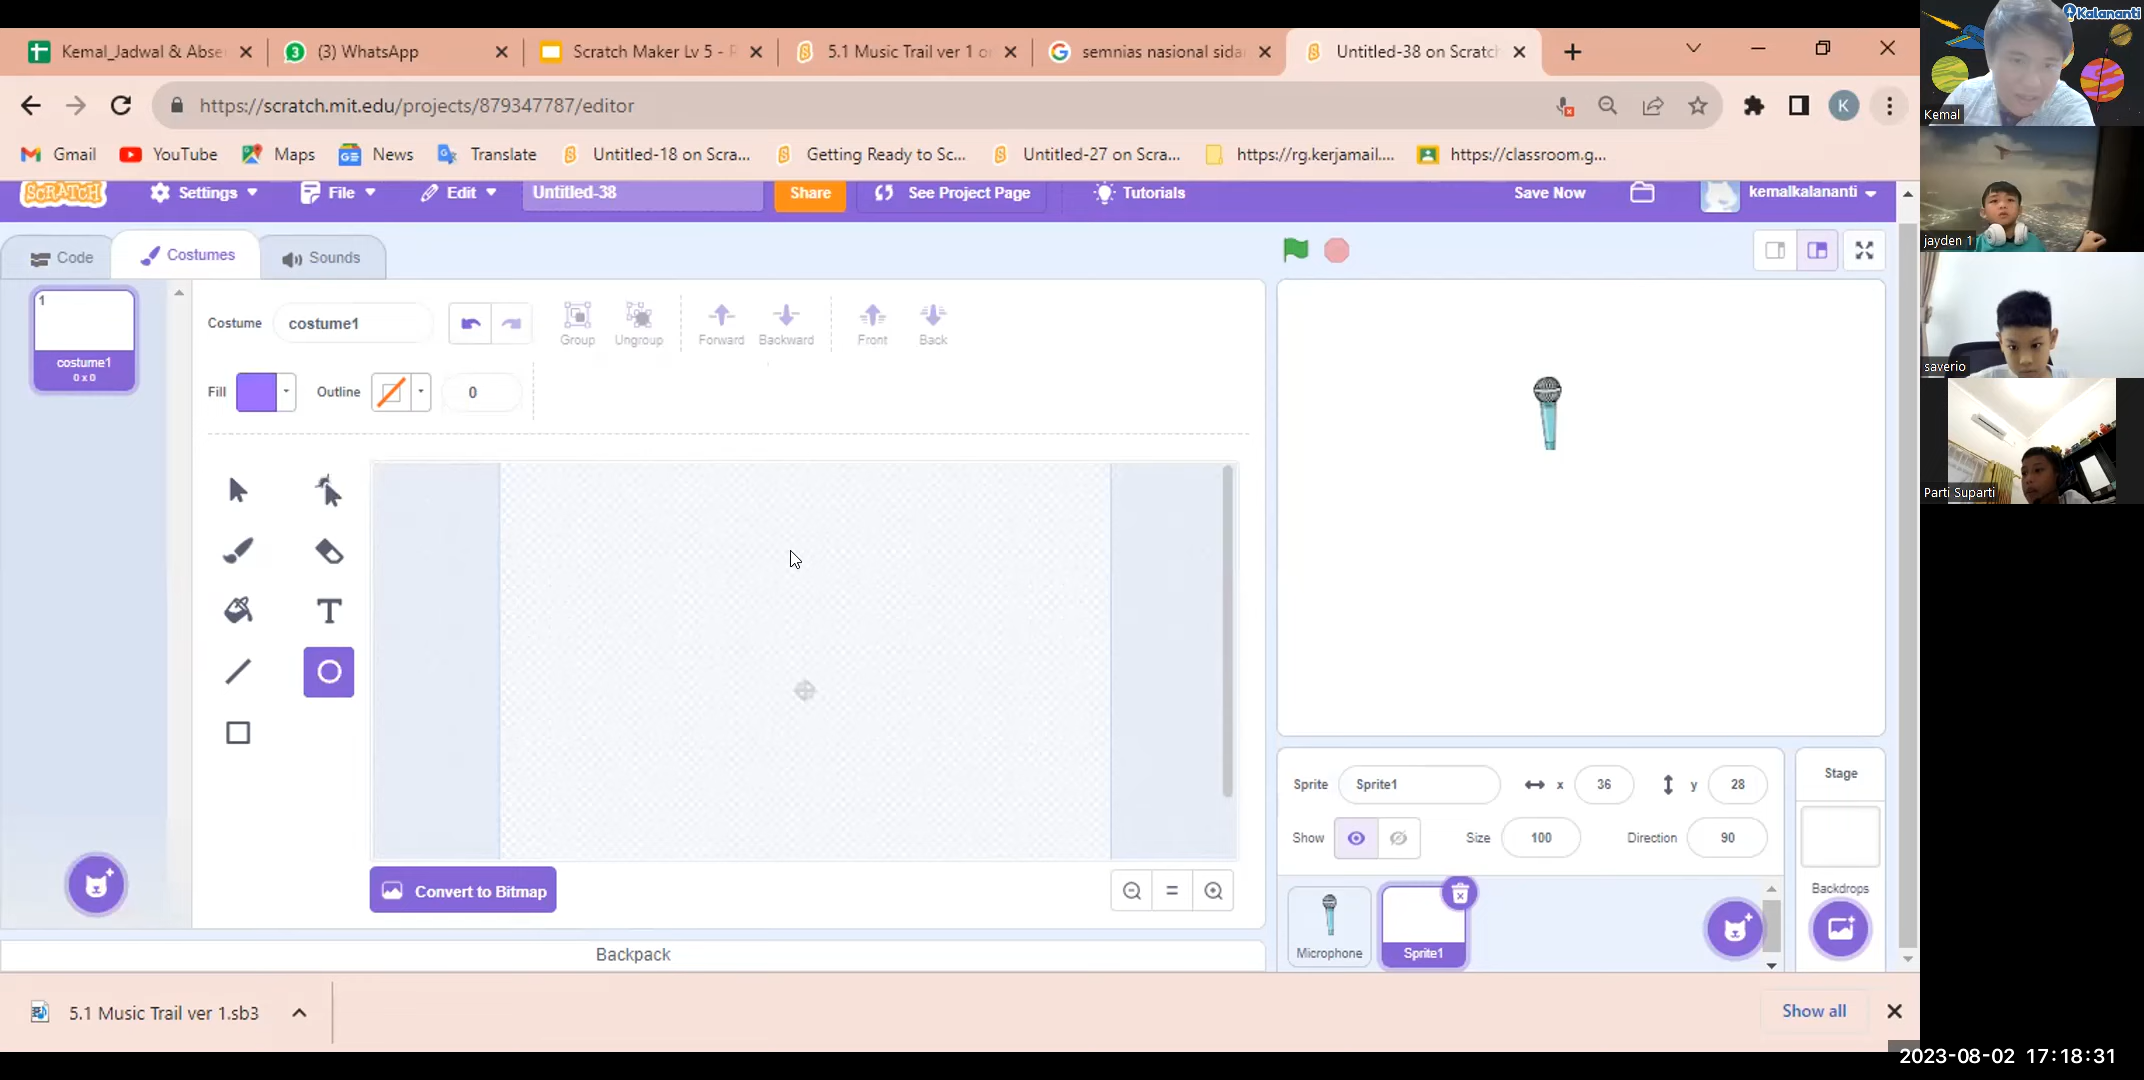 Kemal_Jadwal & Abse
(3) WhatsApp
Scratch Maker Lv 5 -
5.1 Music Trail ver 1 o
semnias nasional sida
Untitled-38 on Scratch
https://scratch.mit.edu/projects/879347787/editor
K
Gmail
YouTube
Maps
News
Translate
Untitled-18 on Scra...
Getting Ready to Sc...
Untitled-27 on Scra...
https://rg.kerjamail....
https://classroom.g...
SCRATCH
Settings
File
Edit
Untitled-38
Share
See Project Page
Tutorials
Save Now
kemalkalananti
Code
Costumes
Sounds
1
costume1
0 x 0
Costume
costume1
Group
Ungroup
Forward
Backward
Front
Back
Fill
Outline
0
T
Convert to Bitmap
Backpack
Sprite
Sprite1
x
36
y
28
Show
Size
100
Direction
90
Microphone
Sprite1
Stage
Backdrops
5.1 Music Trail ver 1.sb3
Show all
Kalananti
Kemal
jayden 1
saverio
Parti Suparti
2023-08-02 17:18:31